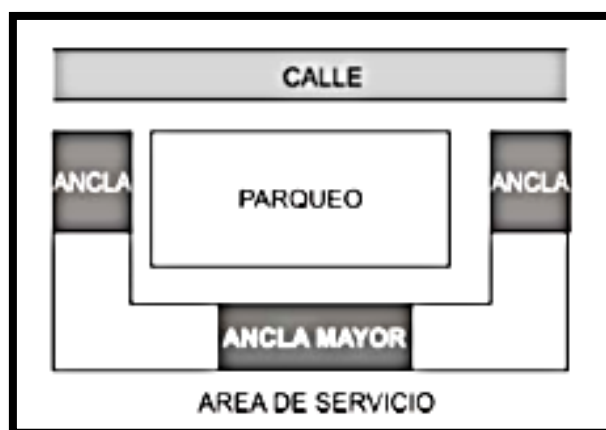 CALLE
ANCLA
PARQUEO
ANCLA
ANCLA MAYOR
AREA DE SERVICIO